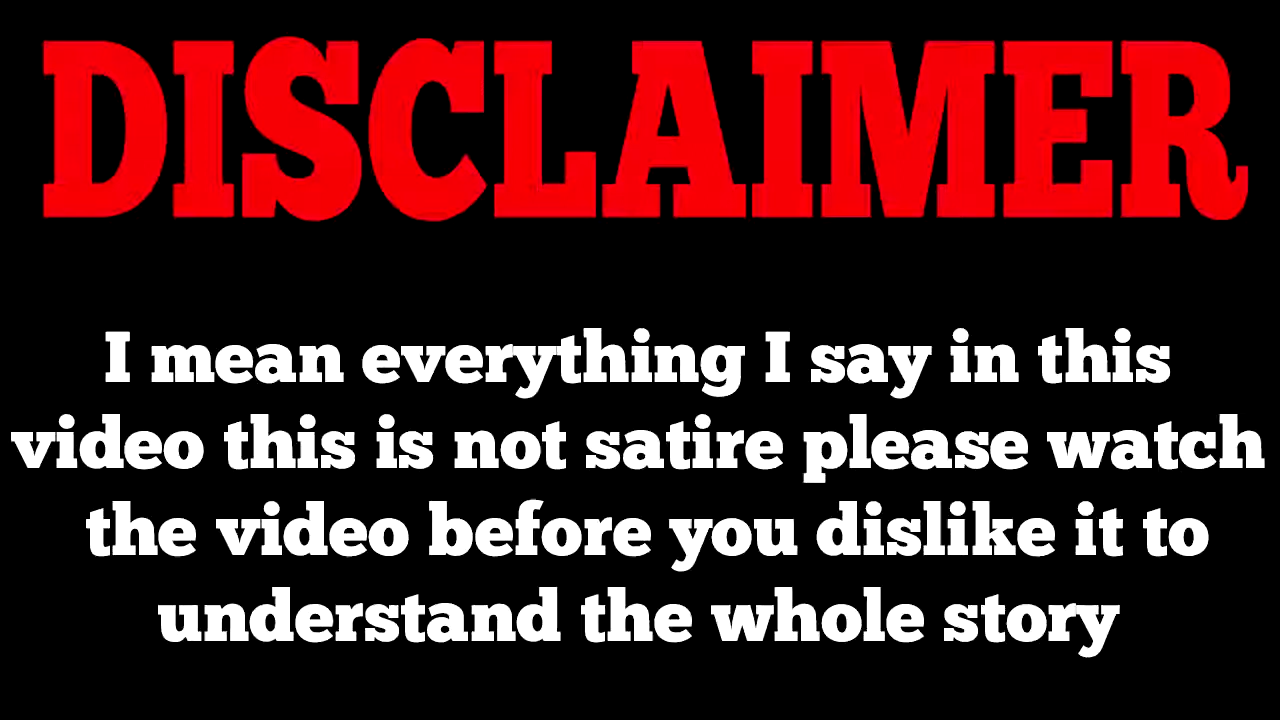 DISCLAIMER
I mean everything I say in this
video this is not satire please watch
the video before you dislike it to
understand the whole story